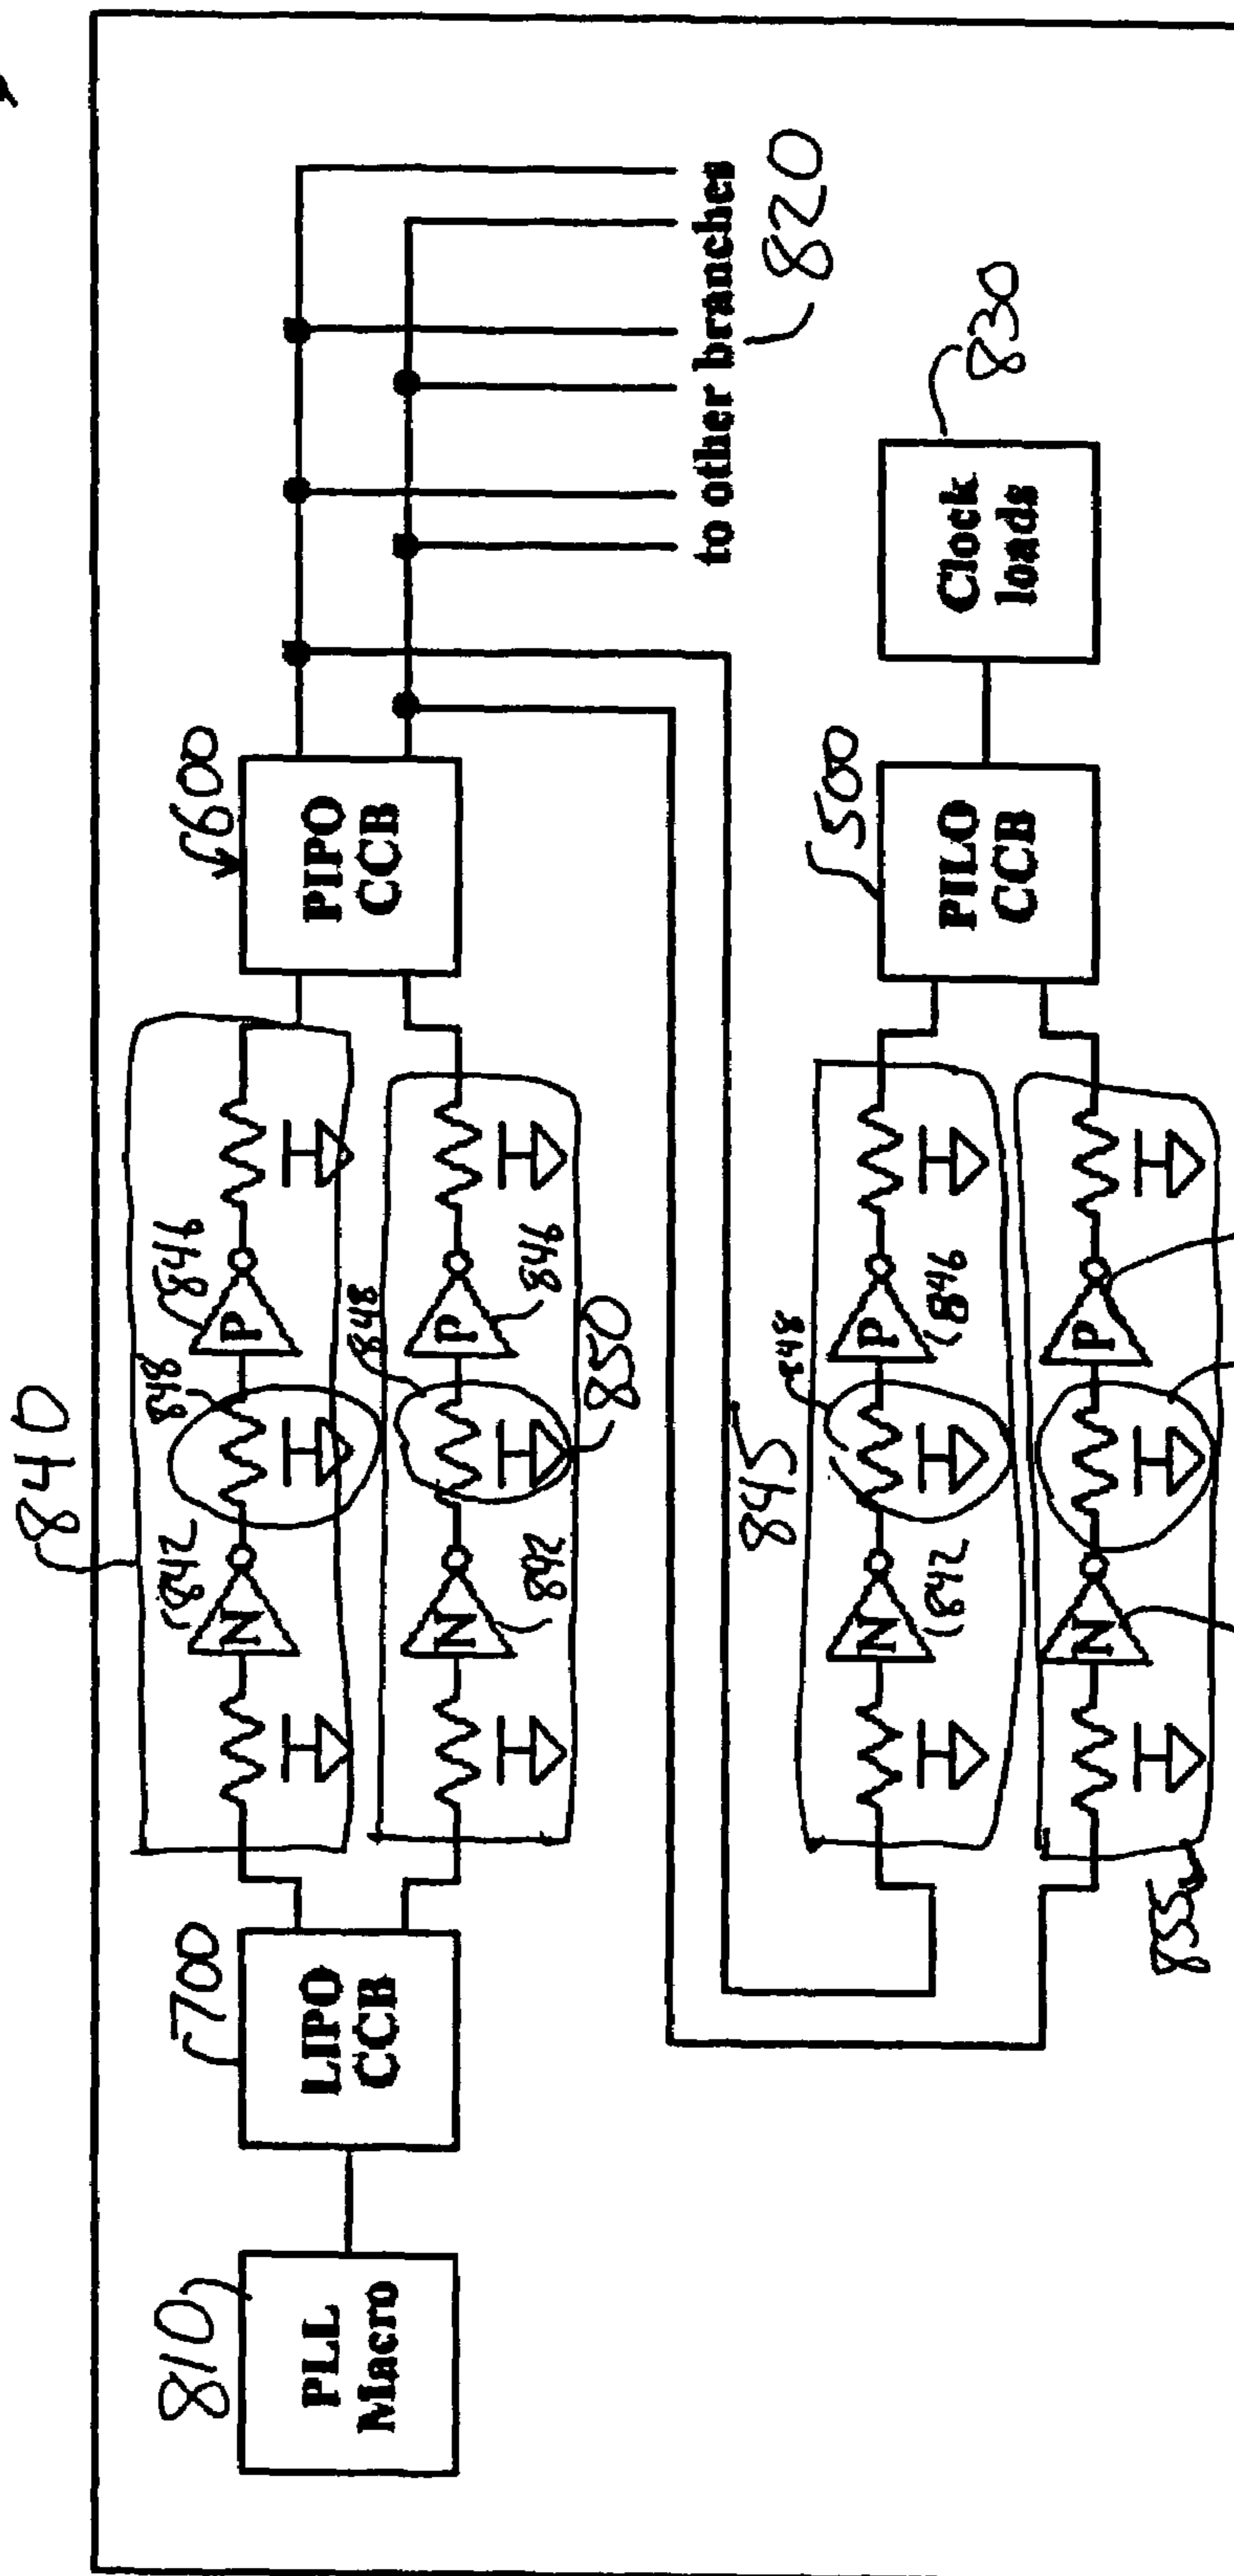 840
810
PLL
Macro
700
LIPO
CCB
842
N
848
846
P
600
PIPO
CCB
N
842
848
P
846
850
to other branches
820
845
848
N
842
P
846
500
PILO
CCB
830
Clock
loads
N
P
855